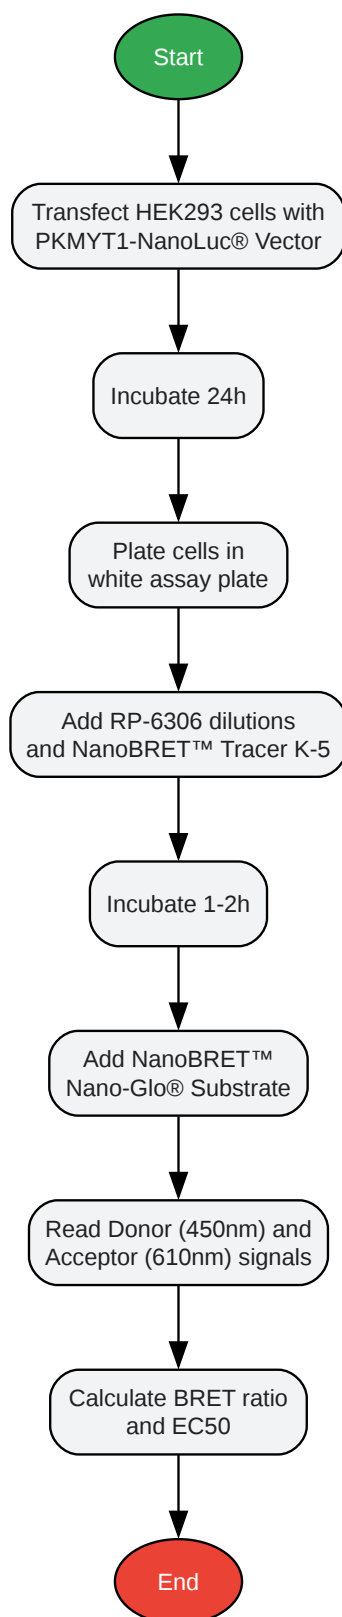 Start
Transfect HEK293 cells with
PKMYT1-NanoLuc® Vector
Incubate 24h
Plate cells in
white assay plate
Add RP-6306 dilutions
and NanoBRET™ Tracer K-5
Incubate 1-2h
Add NanoBRET™
Nano-Glo® Substrate
Read Donor (450nm) and
Acceptor (610nm) signals
Calculate BRET ratio
and EC50
End